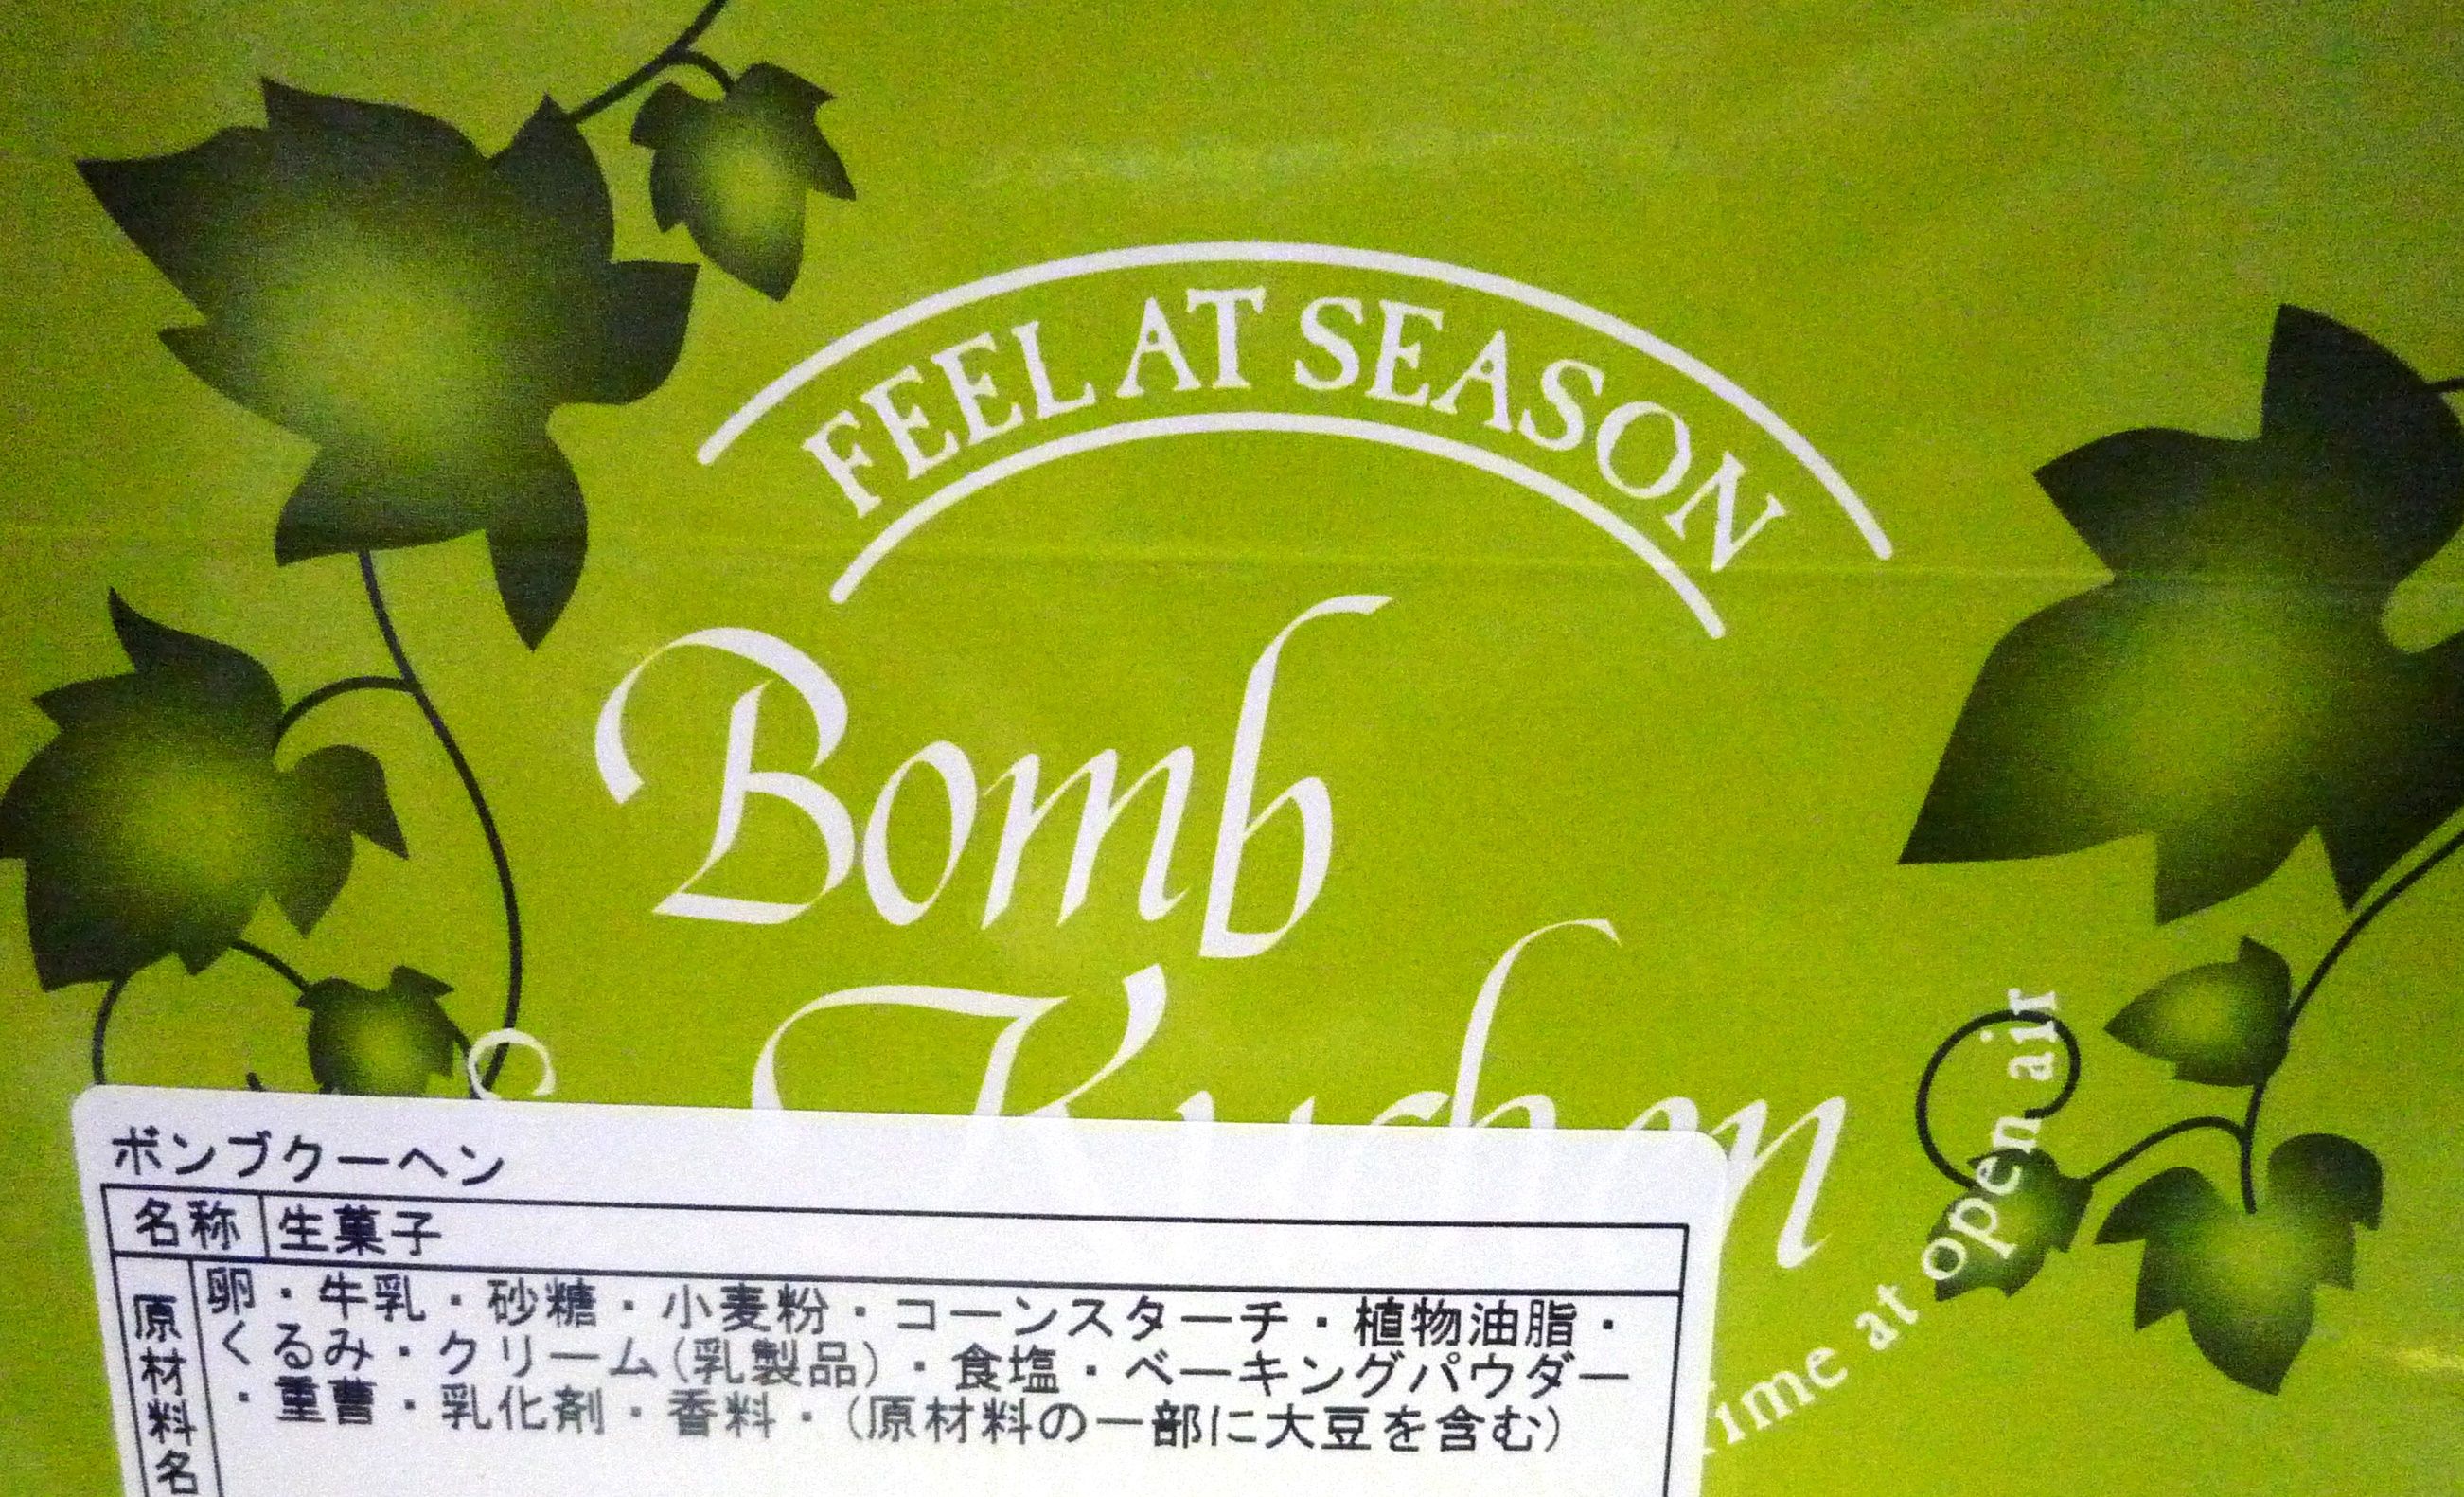 FEEL AT SEASON
Bomb
Kuchen
time at open air
ボンブクーヘン
名称 生菓子
原材料名 卵・牛乳・砂糖・小麦粉・コーンスターチ・植物油脂・
くるみ・クリーム(乳製品)・食塩・ベーキングパウダー
・重曹・乳化剤・香料・(原材料の一部に大豆を含む)